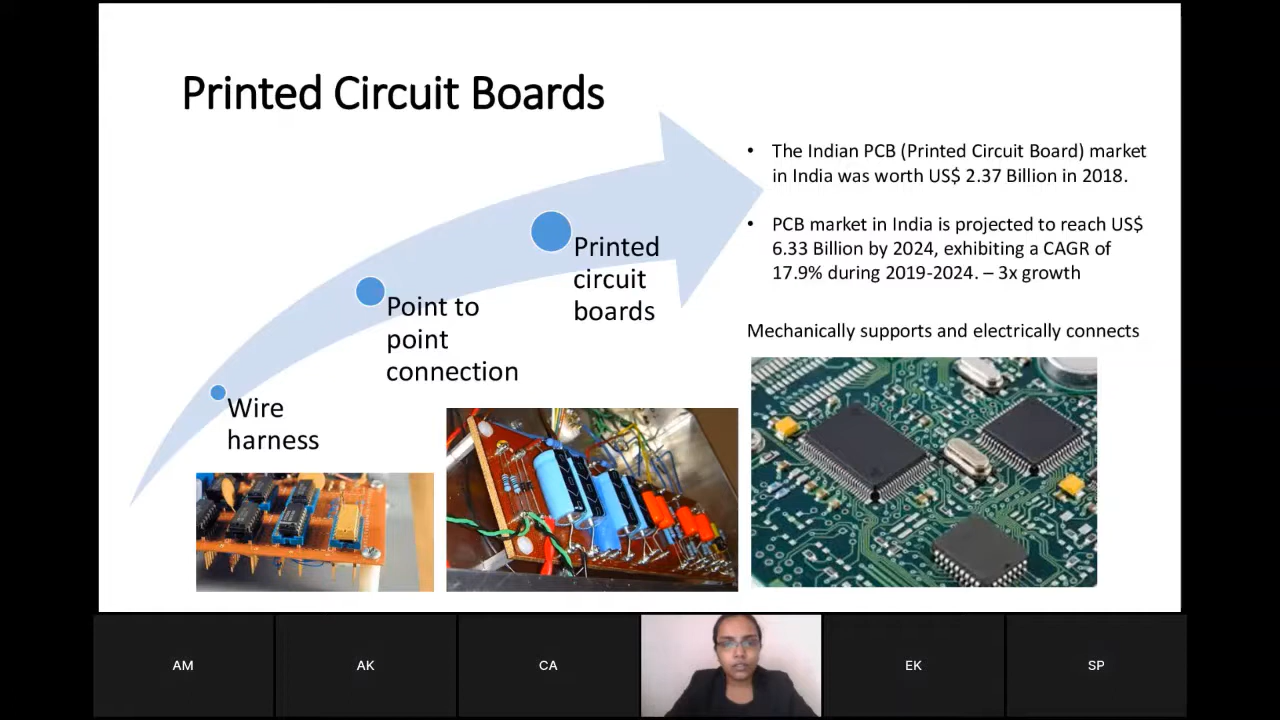 Printed Circuit Boards
• The Indian PCB (Printed Circuit Board) market
in India was worth US$ 2.37 Billion in 2018.
• PCB market in India is projected to reach US$
6.33 Billion by 2024, exhibiting a CAGR of
17.9% during 2019-2024. – 3x growth
Printed
circuit
boards
Point to
point
connection
Wire
harness
Mechanically supports and electrically connects
AM
AK
CA
EK
SP